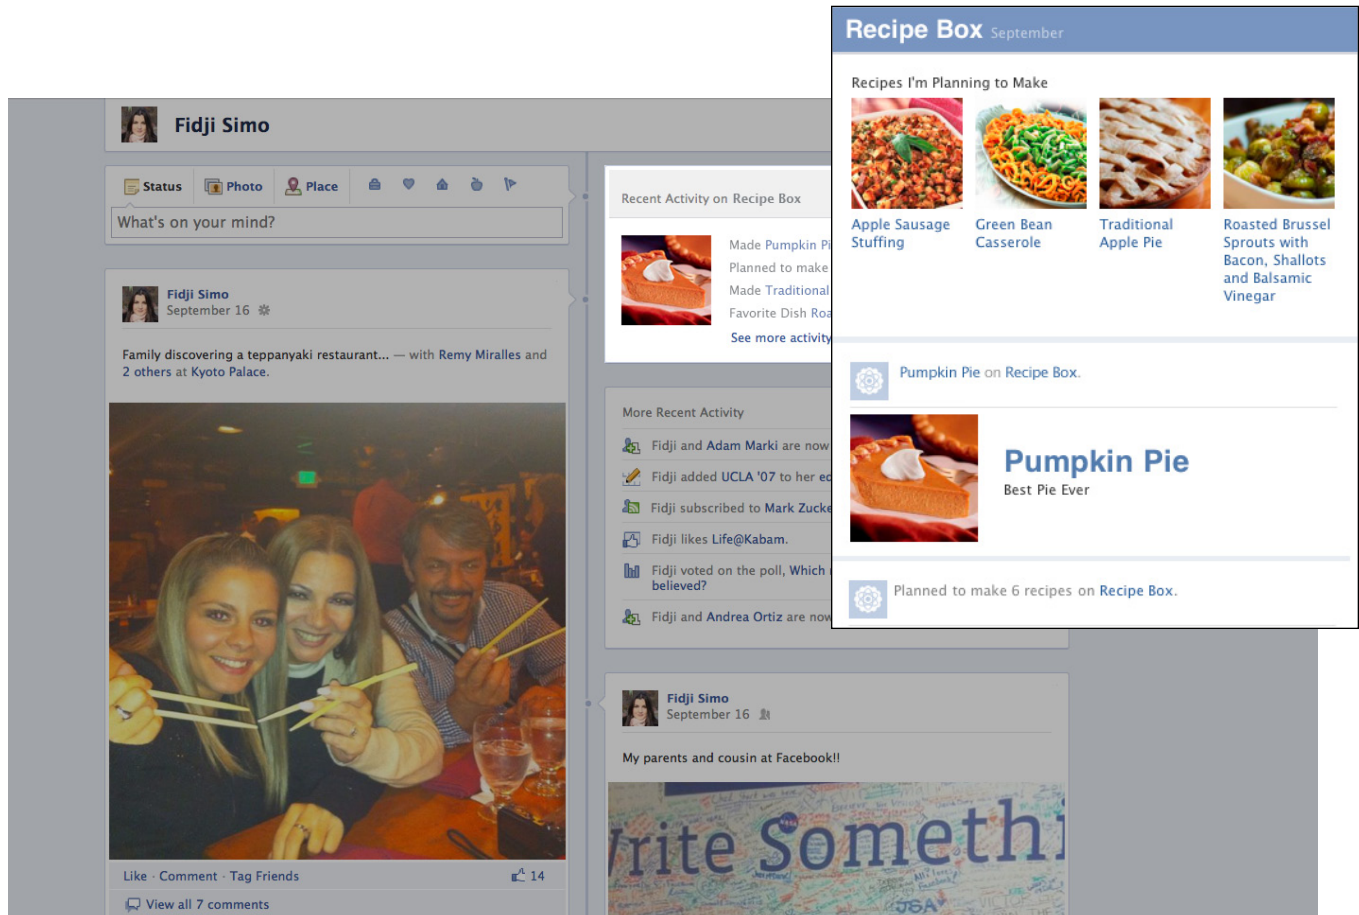 Recipe Box September
Recipes I'm Planning to Make
Apple Sausage
Stuffing
Green Bean
Casserole
Traditional
Apple Pie
Roasted Brussel
Sprouts with
Bacon, Shallots
and Balsamic
Vinegar
Pumpkin Pie on Recipe Box.
Pumpkin Pie
Best Pie Ever
Planned to make 6 recipes on Recipe Box.
Fidji Simo
Status Photo Place
What's on your mind?
Fidji Simo
September 16
Family discovering a teppanyaki restaurant... — with Remy Miralles and
2 others at Kyoto Palace.
Like · Comment · Tag Friends 14
View all 7 comments
Recent Activity on Recipe Box
Made Pumpkin Pi
Planned to make
Made Traditional
Favorite Dish Roa
See more activity
More Recent Activity
Fidji and Adam Marki are now
Fidji added UCLA '07 to her ed
Fidji subscribed to Mark Zucke
Fidji likes Life@Kabam.
Fidji voted on the poll, Which
believed?
Fidji and Andrea Ortiz are now
Fidji Simo
September 16
My parents and cousin at Facebook!!
Write Somethi